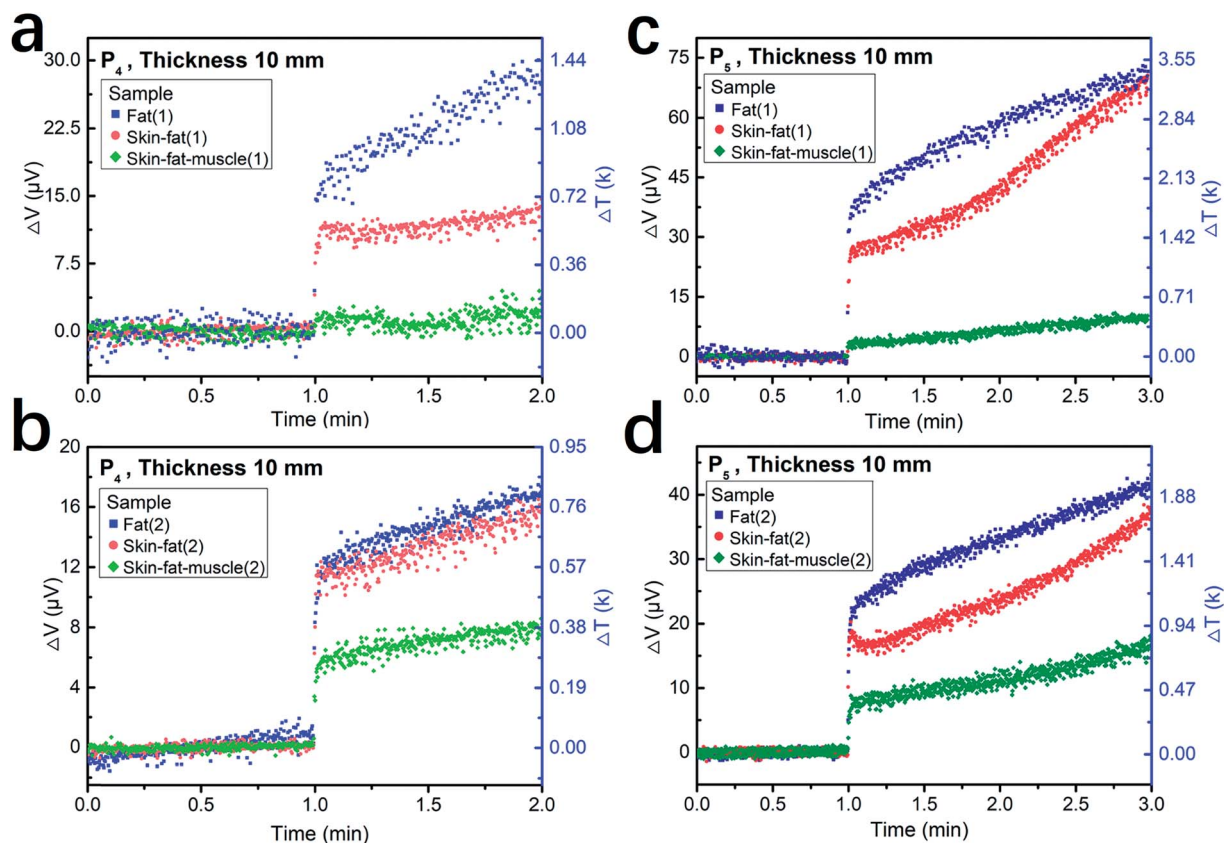 a
P4 , Thickness 10 mm
Sample
Fat(1)
Skin-fat(1)
Skin-fat-muscle(1)
30.0
22.5
15.0
7.5
0.0
△V (μV)
1.44
1.08
0.72
0.36
0.00
△T (k)
0.0 0.5 1.0 1.5 2.0
Time (min)
c
P5 , Thickness 10 mm
Sample
Fat(1)
Skin-fat(1)
Skin-fat-muscle(1)
75
60
45
30
15
0
△V (μV)
3.55
2.84
2.13
1.42
0.71
0.00
△T (k)
0.0 0.5 1.0 1.5 2.0 2.5 3.0
Time (min)
b
P4 , Thickness 10 mm
Sample
Fat(2)
Skin-fat(2)
Skin-fat-muscle(2)
20
16
12
8
4
0
△V (μV)
0.95
0.76
0.57
0.38
0.19
0.00
△T (k)
0.0 0.5 1.0 1.5 2.0
Time (min)
d
P5 , Thickness 10 mm
Sample
Fat(2)
Skin-fat(2)
Skin-fat-muscle(2)
40
30
20
10
0
△V (μV)
1.88
1.41
0.94
0.47
0.00
△T (k)
0.0 0.5 1.0 1.5 2.0 2.5 3.0
Time (min)